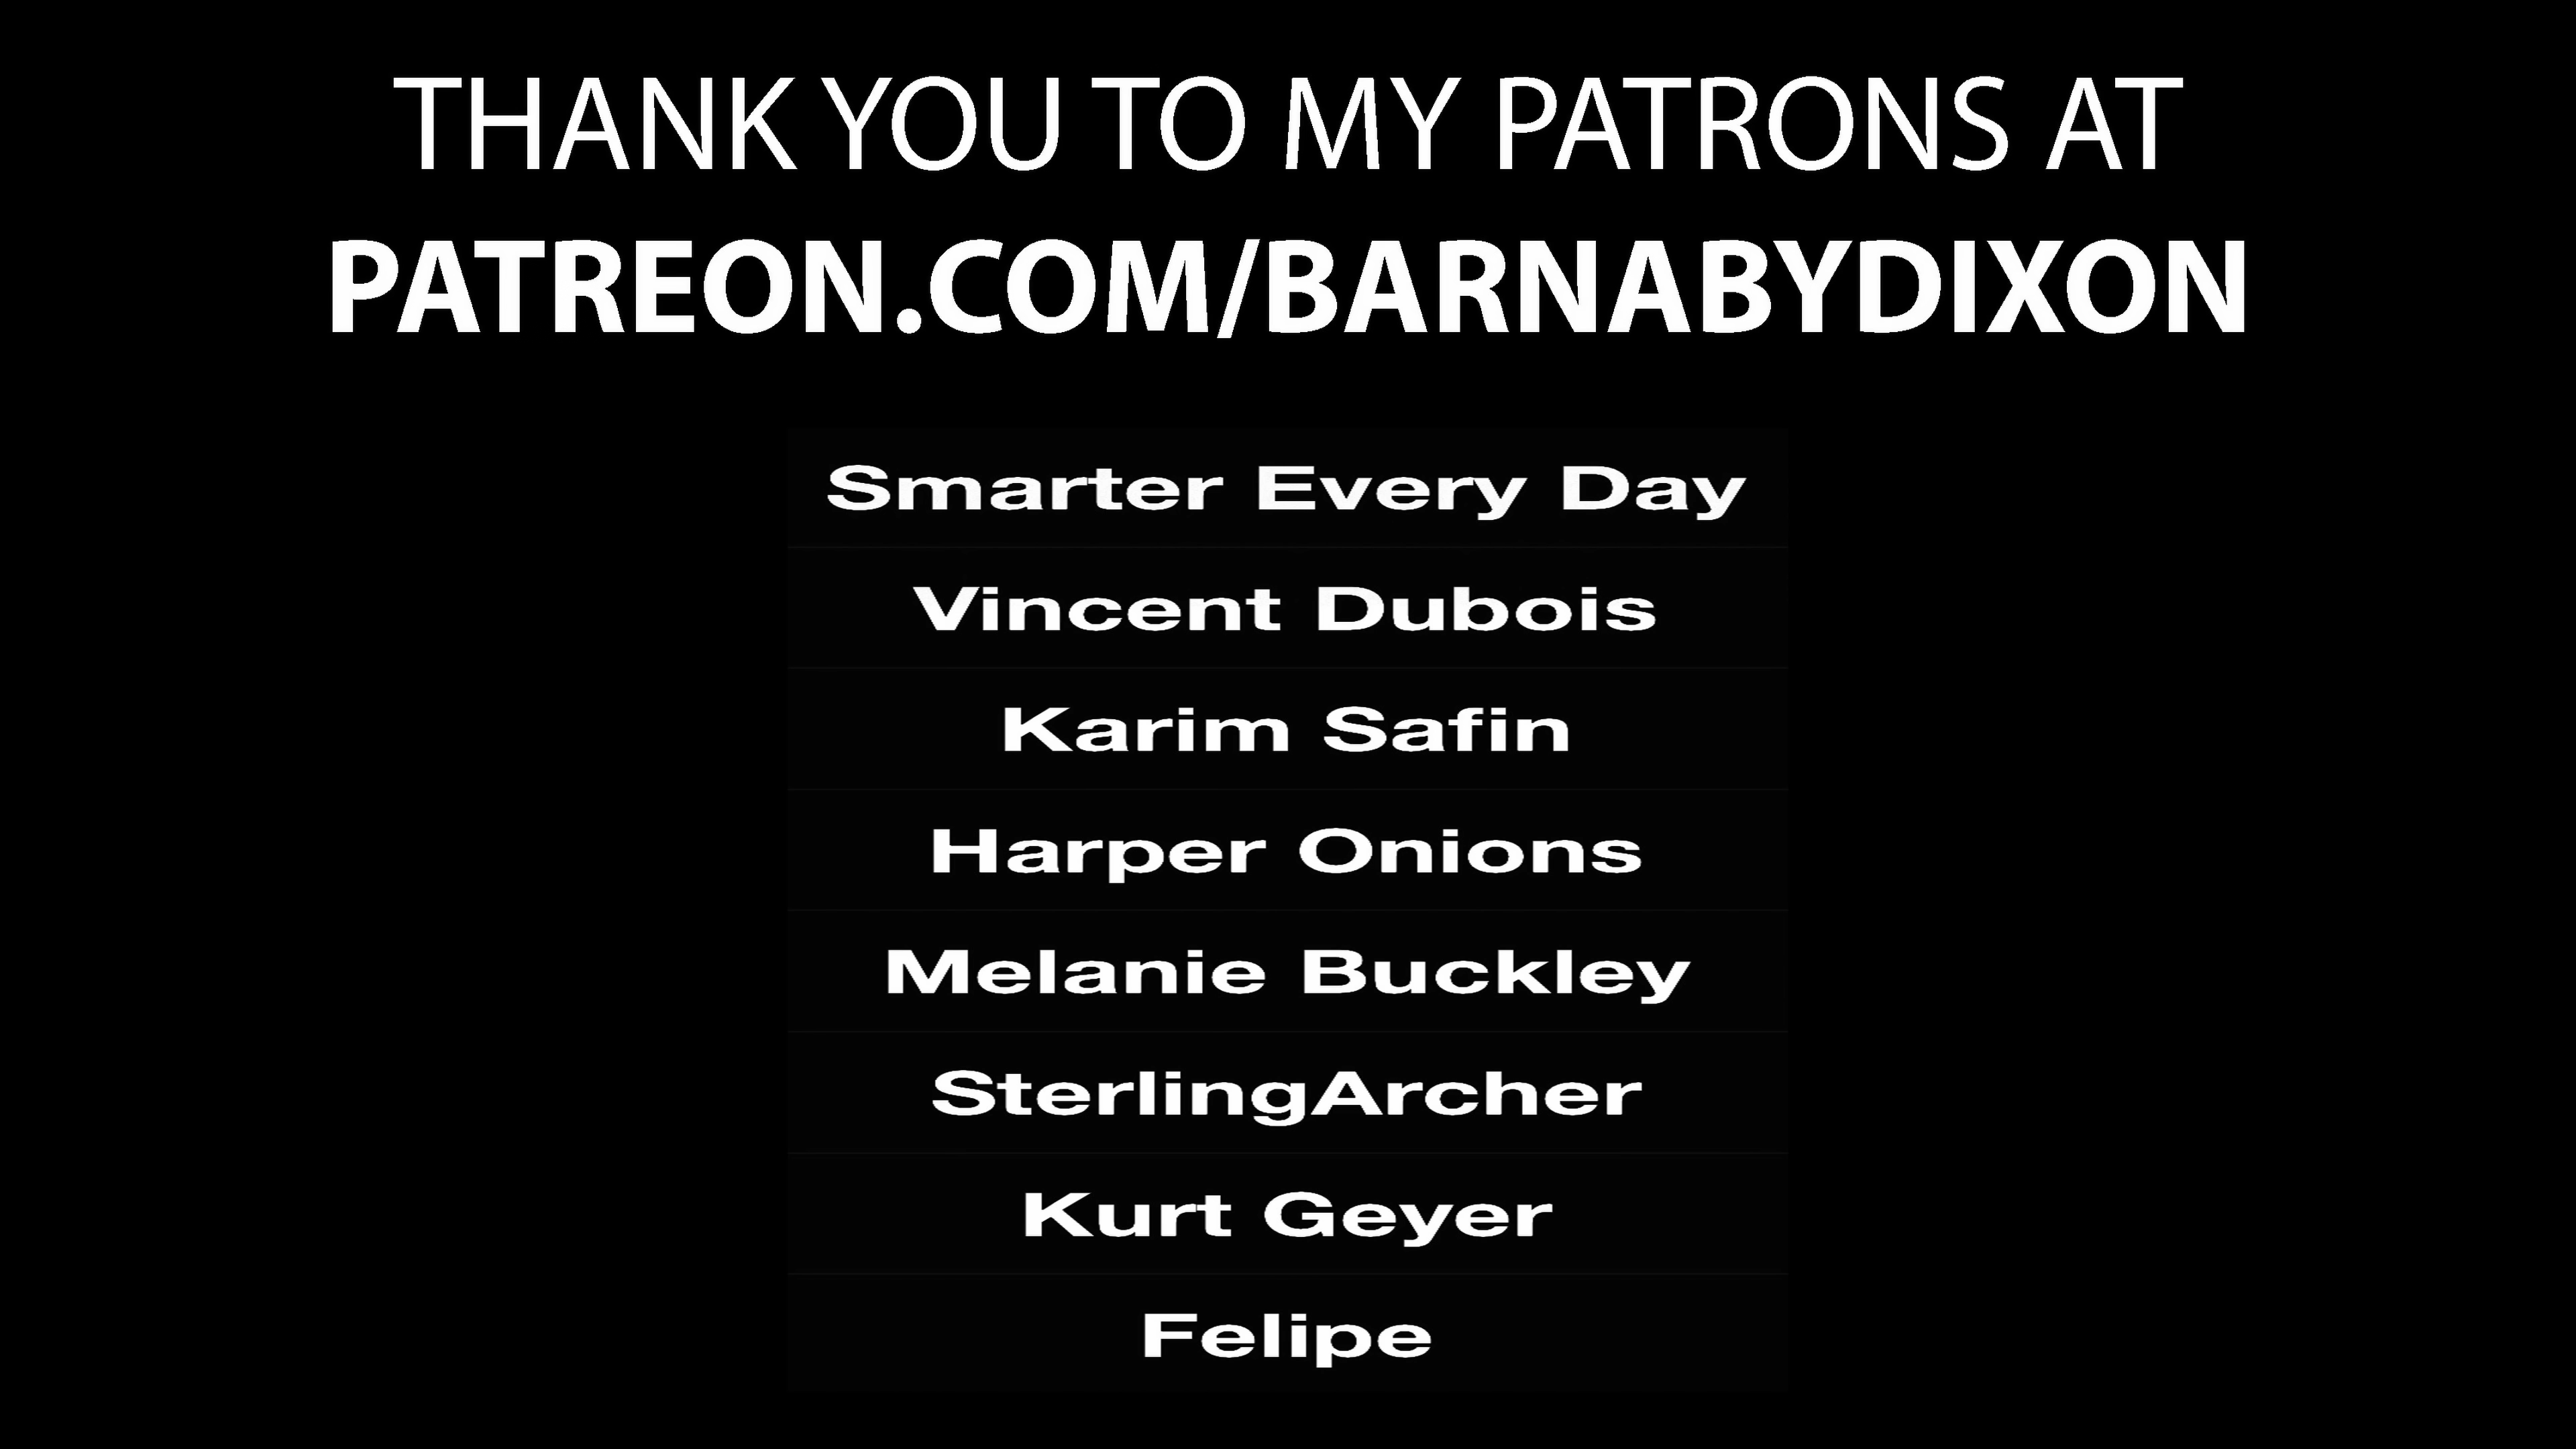 THANK YOU TO MY PATRONS AT
PATREON.COM/BARNABYDIXON
Smarter Every Day
Vincent Dubois
Karim Safin
Harper Onions
Melanie Buckley
SterlingArcher
Kurt Geyer
Felipe